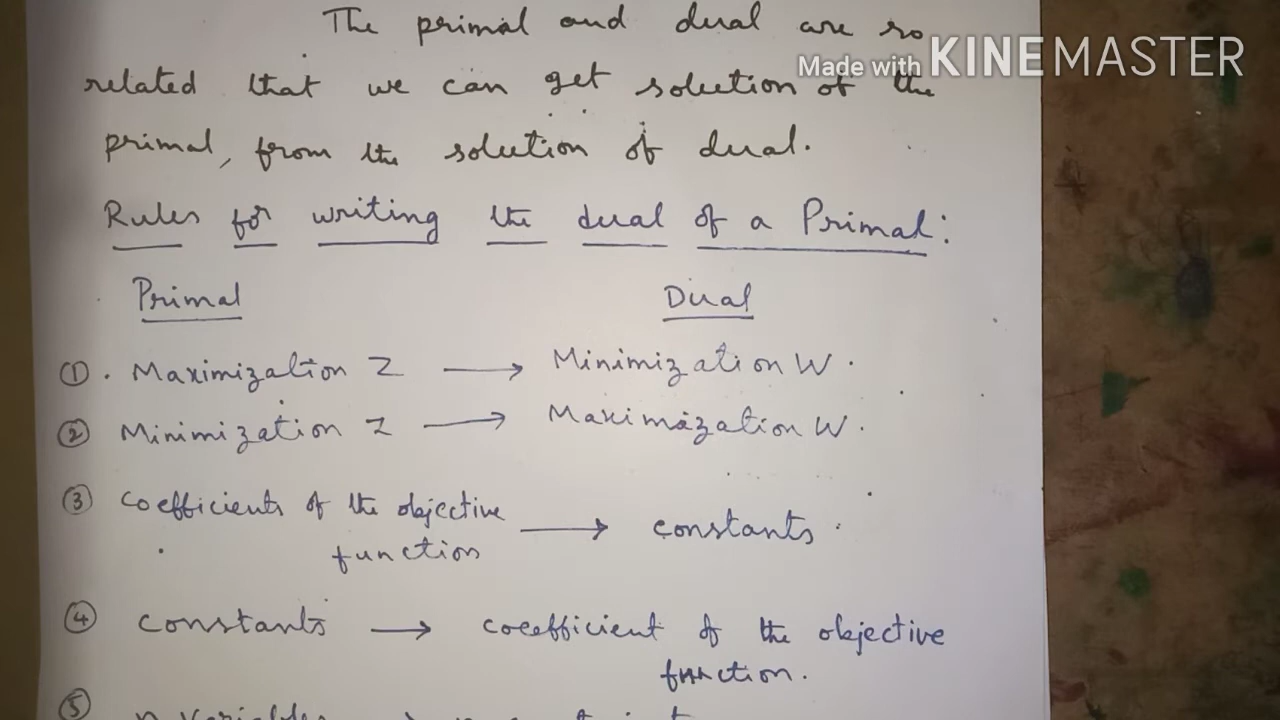 The primal and dual are so
Made with KINEMASTER
related that we can get solution of the
primal, from the solution of dual.
Rules for writing the dual of a Primal:
Primal Dual
① . Maximization Z → Minimization W .
② Minimization Z → Maximization W .
③ coefficients of the objective function → constants .
④ constants → coefficient of the objective
function.
⑤ n variables →